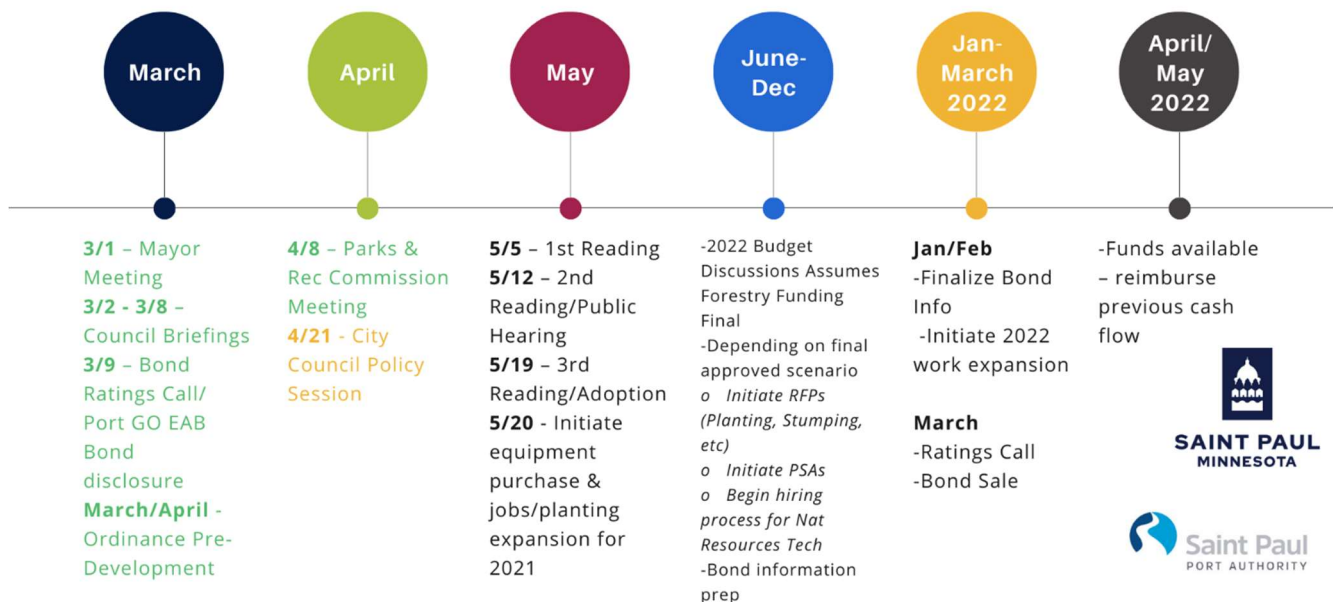 March
3/1 – Mayor
Meeting
3/2 - 3/8 –
Council Briefings
3/9 – Bond
Ratings Call/
Port GO EAB
Bond
disclosure
March/April -
Ordinance Pre-
Development
April
4/8 – Parks &
Rec Commission
Meeting
4/21 - City
Council Policy
Session
May
5/5 – 1st Reading
5/12 – 2nd
Reading/Public
Hearing
5/19 – 3rd
Reading/Adoption
5/20 - Initiate
equipment
purchase &
jobs/planting
expansion for
2021
June-
Dec
-2022 Budget
Discussions Assumes
Forestry Funding
Final
-Depending on final
approved scenario
o Initiate RFPs
(Planting, Stumping,
etc)
o Initiate PSAs
o Begin hiring
process for Nat
Resources Tech
-Bond information
prep
Jan-
March
2022
Jan/Feb
-Finalize Bond
Info
-Initiate 2022
work expansion
March
-Ratings Call
-Bond Sale
April/
May
2022
-Funds available
– reimburse
previous cash
flow
SAINT PAUL
MINNESOTA
Saint Paul
PORT AUTHORITY